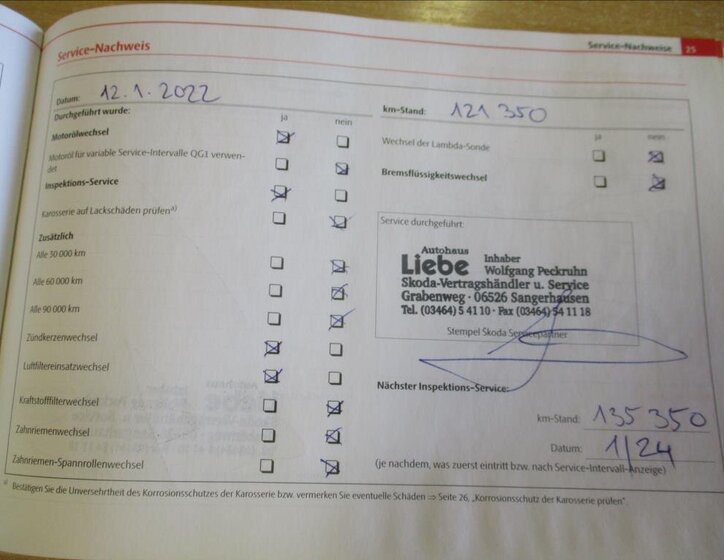 Service-Nachweis
Service-Nachweise 25
Datum: 12.1.2022
km-Stand: 121 350
Durchgeführt wurde: ja nein
ja nein
Motorölwechsel
Wechsel der Lambda-Sonde
Motoröl für variable Service-Intervalle QG1 verwen-
det
Bremsflüssigkeitswechsel
Inspektions-Service
Karosserie auf Lackschäden prüfen a)
Service durchgeführt:
Zusätzlich
Alle 30 000 km
Alle 60 000 km
Alle 90 000 km
Autohaus
Liebe Inhaber
Wolfgang Peckruhn
Skoda-Vertragshändler u. Service
Grabenweg · 06526 Sangerhausen
Tel. (03464) 5 41 10 · Fax (03464) 54 11 18
Stempel Skoda Servicepartner
Zündkerzenwechsel
Luftfiltereinsatzwechsel
Kraftstofffilterwechsel
Zahnriemenwechsel
Zahnriemen-Spannrollenwechsel
Nächster Inspektions-Service:
km-Stand: 135 350
Datum: 1/24
(je nachdem, was zuerst eintritt bzw. nach Service-Intervall-Anzeige)
a) Bestätigen Sie die Unversehrtheit des Korrosionsschutzes der Karosserie bzw. vermerken Sie eventuelle Schäden ⇒ Seite 26, „Korrosionsschutz der Karosserie prüfen".